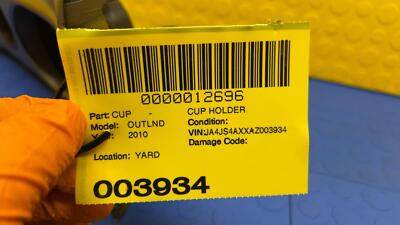 0000012696
Part: CUP - CUP HOLDER
Model: OUTLND Condition:
2010 VIN:JA4JS4AXXAZ003934
Damage Code:
Location: YARD
003934